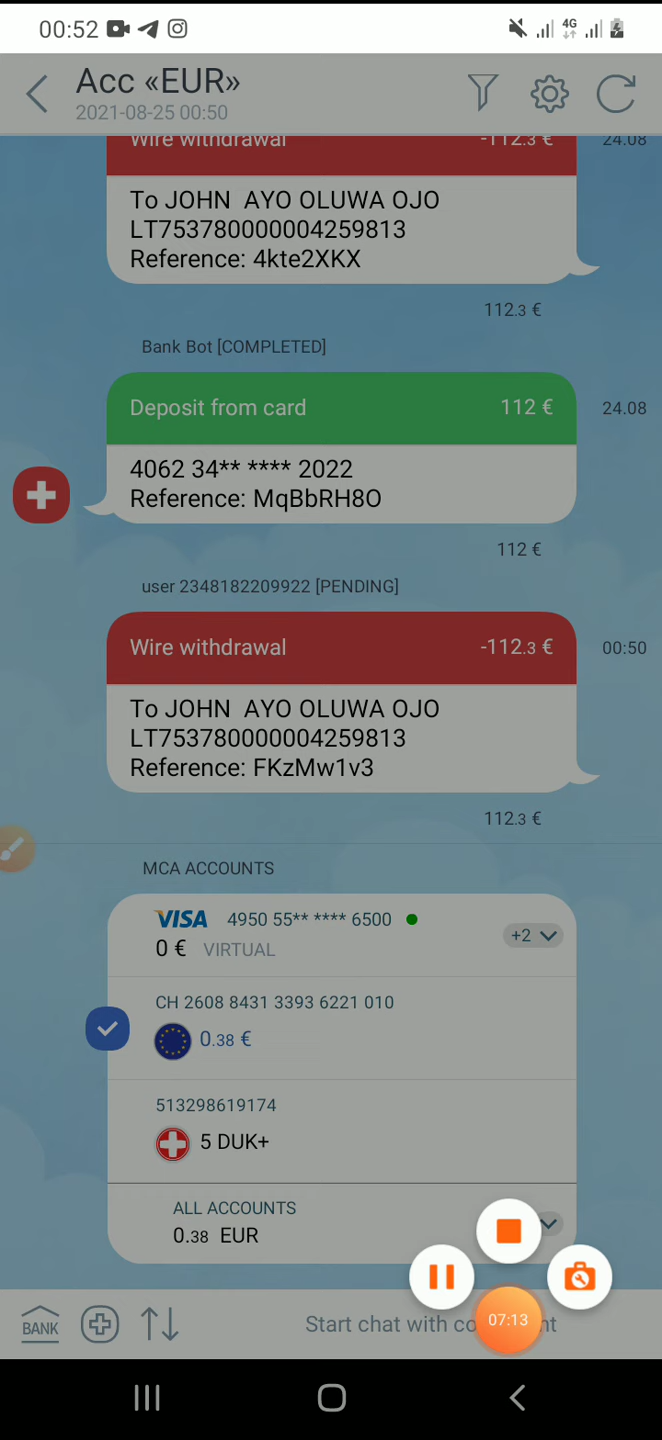 00:52
4G
Acc «EUR»
2021-08-25 00:50
Wire withdrawal -112.3 € 24.08
To JOHN  AYO OLUWA OJO
LT753780000004259813
Reference: 4kte2XKX
112.3 €
Bank Bot [COMPLETED]
Deposit from card 112 € 24.08
4062 34** **** 2022
Reference: MqBbRH8O
112 €
user 2348182209922 [PENDING]
Wire withdrawal -112.3 € 00:50
To JOHN  AYO OLUWA OJO
LT753780000004259813
Reference: FKzMw1v3
112.3 €
MCA ACCOUNTS
VISA 4950 55** **** 6500
0 € VIRTUAL +2
CH 2608 8431 3393 6221 010
0.38 €
513298619174
5 DUK+
ALL ACCOUNTS
0.38 EUR
BANK Start chat with
07:13